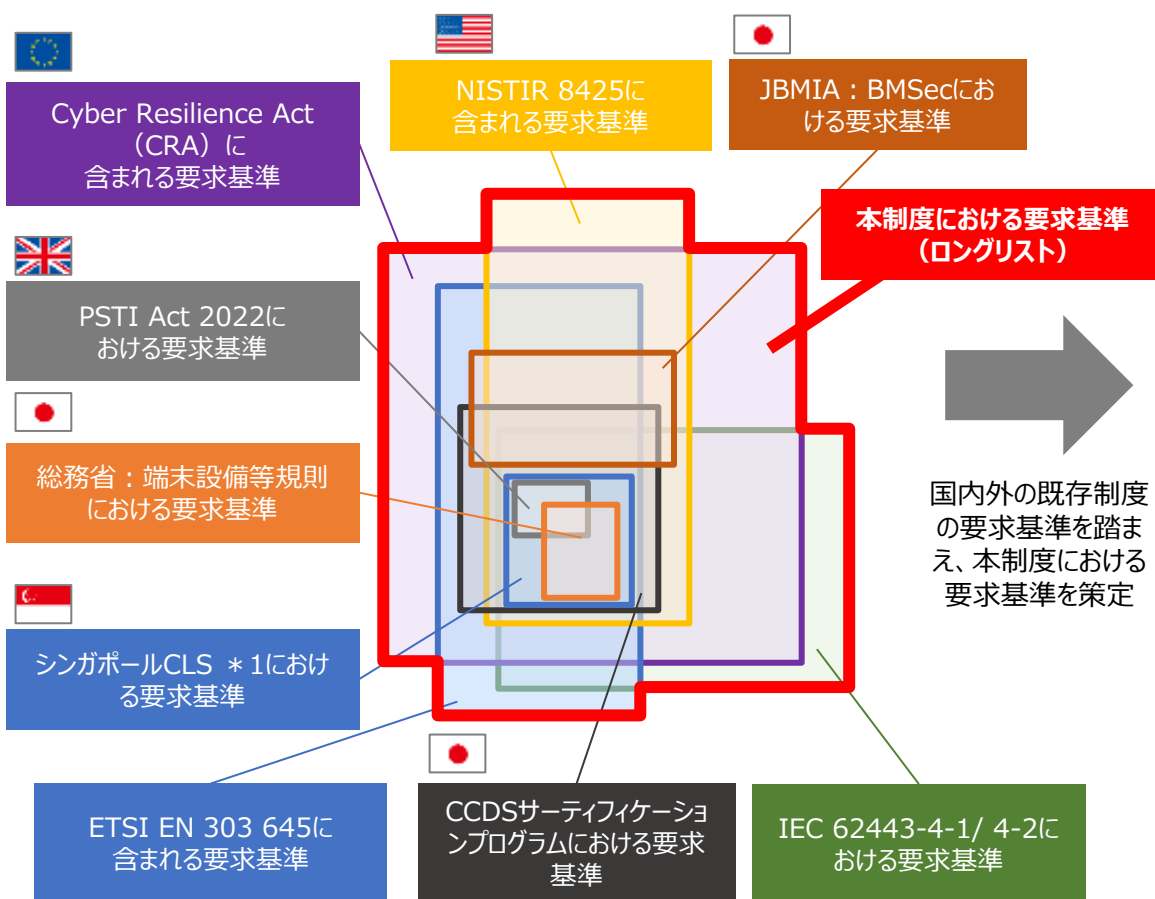 Cyber Resilience Act
（CRA）に
含まれる要求基準
NISTIR 8425に
含まれる要求基準
JBMIA：BMSecにお
ける要求基準
本制度における要求基準
（ロングリスト）
PSTI Act 2022に
おける要求基準
総務省：端末設備等規則
における要求基準
国内外の既存制度
の要求基準を踏ま
え、本制度における
要求基準を策定
シンガポールCLS ＊1におけ
る要求基準
ETSI EN 303 645に
含まれる要求基準
CCDSサーティフィケーショ
ンプログラムにおける要求
基準
IEC 62443-4-1/ 4-2に
おける要求基準